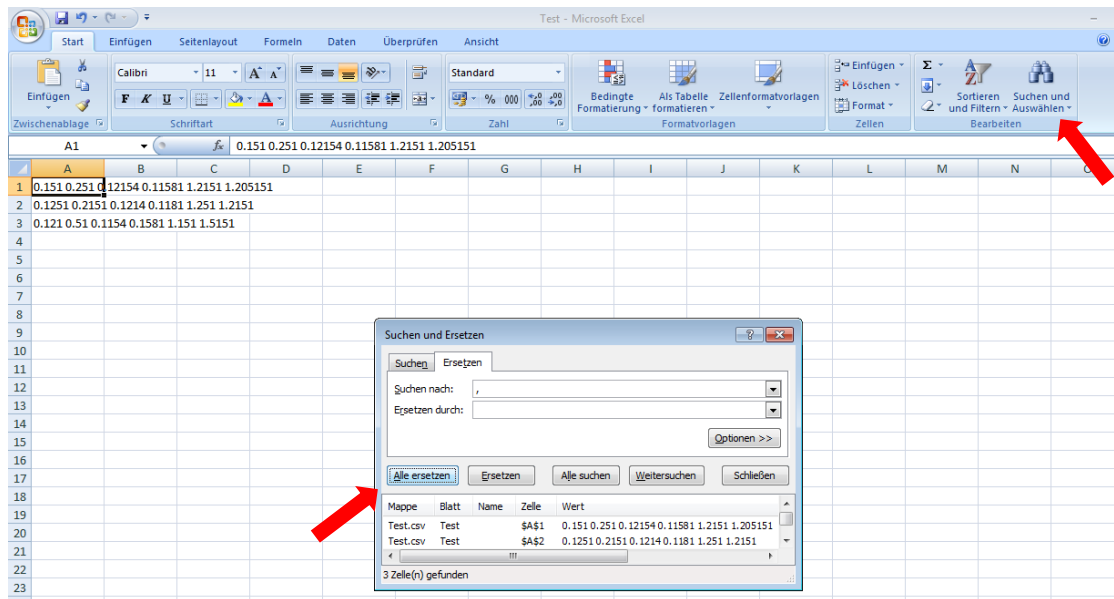 Test - Microsoft Excel
Start Einfügen Seitenlayout Formeln Daten Überprüfen Ansicht
Einfügen
Zwischenablage
Calibri 11
F K U
Schriftart
Ausrichtung
Standard
% 000
Zahl
Bedingte Formatierung
Als Tabelle formatieren
Zellenformatvorlagen
Formatvorlagen
Einfügen
Löschen
Format
Zellen
Sortieren und Filtern
Suchen und Auswählen
Bearbeiten
A1 fx 0.151 0.251 0.12154 0.11581 1.2151 1.205151
A B C D E F G H I J K L M N O
1 0.151 0.251 0.12154 0.11581 1.2151 1.205151
2 0.1251 0.2151 0.1214 0.1181 1.251 1.2151
3 0.121 0.51 0.1154 0.1581 1.151 1.5151
4
5
6
7
8
9
10
11
12
13
14
15
16
17
18
19
20
21
22
23
Suchen und Ersetzen
Suchen Ersetzen
Suchen nach: ,
Ersetzen durch:
Optionen >>
Alle ersetzen Ersetzen Alle suchen Weitersuchen Schließen
Mappe Blatt Name Zelle Wert
Test.csv Test $A$1 0.151 0.251 0.12154 0.11581 1.2151 1.205151
Test.csv Test $A$2 0.1251 0.2151 0.1214 0.1181 1.251 1.2151
3 Zelle(n) gefunden